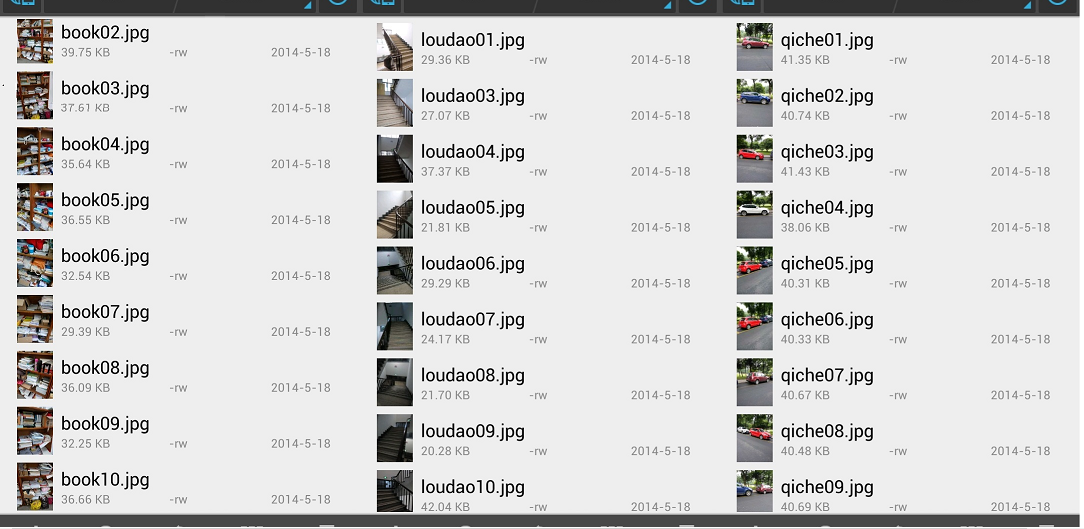 book02.jpg
39.75 KB -rw 2014-5-18
book03.jpg
37.61 KB -rw 2014-5-18
book04.jpg
35.64 KB -rw 2014-5-18
book05.jpg
36.55 KB -rw 2014-5-18
book06.jpg
32.54 KB -rw 2014-5-18
book07.jpg
29.39 KB -rw 2014-5-18
book08.jpg
36.09 KB -rw 2014-5-18
book09.jpg
32.25 KB -rw 2014-5-18
book10.jpg
36.66 KB -rw 2014-5-18
loudao01.jpg
29.36 KB -rw 2014-5-18
loudao03.jpg
27.07 KB -rw 2014-5-18
loudao04.jpg
37.37 KB -rw 2014-5-18
loudao05.jpg
21.81 KB -rw 2014-5-18
loudao06.jpg
29.29 KB -rw 2014-5-18
loudao07.jpg
24.17 KB -rw 2014-5-18
loudao08.jpg
21.70 KB -rw 2014-5-18
loudao09.jpg
20.28 KB -rw 2014-5-18
loudao10.jpg
42.04 KB -rw 2014-5-18
qiche01.jpg
41.35 KB -rw 2014-5-18
qiche02.jpg
40.74 KB -rw 2014-5-18
qiche03.jpg
41.43 KB -rw 2014-5-18
qiche04.jpg
38.06 KB -rw 2014-5-18
qiche05.jpg
40.31 KB -rw 2014-5-18
qiche06.jpg
40.33 KB -rw 2014-5-18
qiche07.jpg
40.67 KB -rw 2014-5-18
qiche08.jpg
40.48 KB -rw 2014-5-18
qiche09.jpg
40.69 KB -rw 2014-5-18